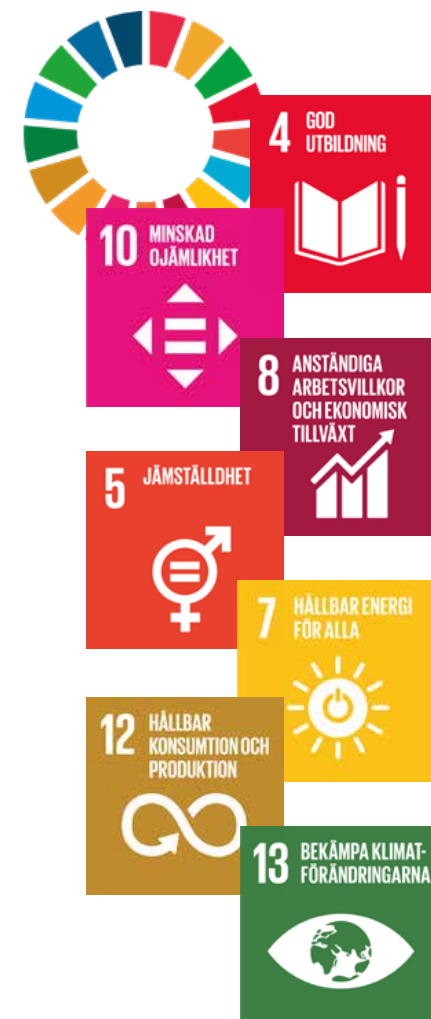 4 GOD
UTBILDNING
10 MINSKAD
OJÄMLIKHET
8 ANSTÄNDIGA
ARBETSVILLKOR
OCH EKONOMISK
TILLVÄXT
5 JÄMSTÄLLDHET
7 HÅLLBAR ENERGI
FÖR ALLA
12 HÅLLBAR
KONSUMTION OCH
PRODUKTION
13 BEKÄMPA KLIMAT-
FÖRÄNDRINGARNA